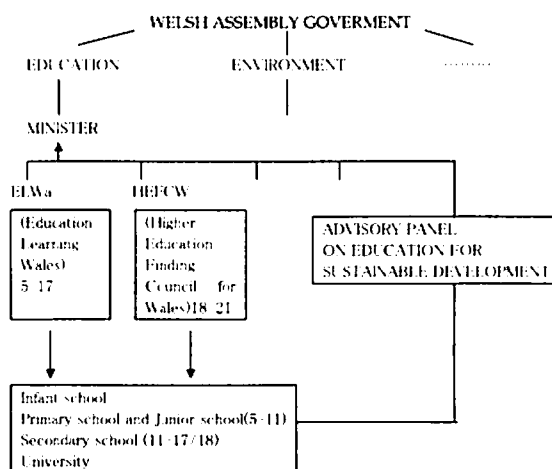 WELSH ASSEMBLY GOVERMENT
EDUCATION ENVIRONMENT ........
MINISTER
ELWa HEFCW
(Education
Learning
Wales)
5-17
(Higher
Education
Finding
Council for
Wales)18-21
ADVISORY PANEL
ON EDUCATION FOR
SUSTAINABLE DEVELOPMENT
Infant school
Primary school and Junior school(5-11)
Secondary school (11-17/18)
University